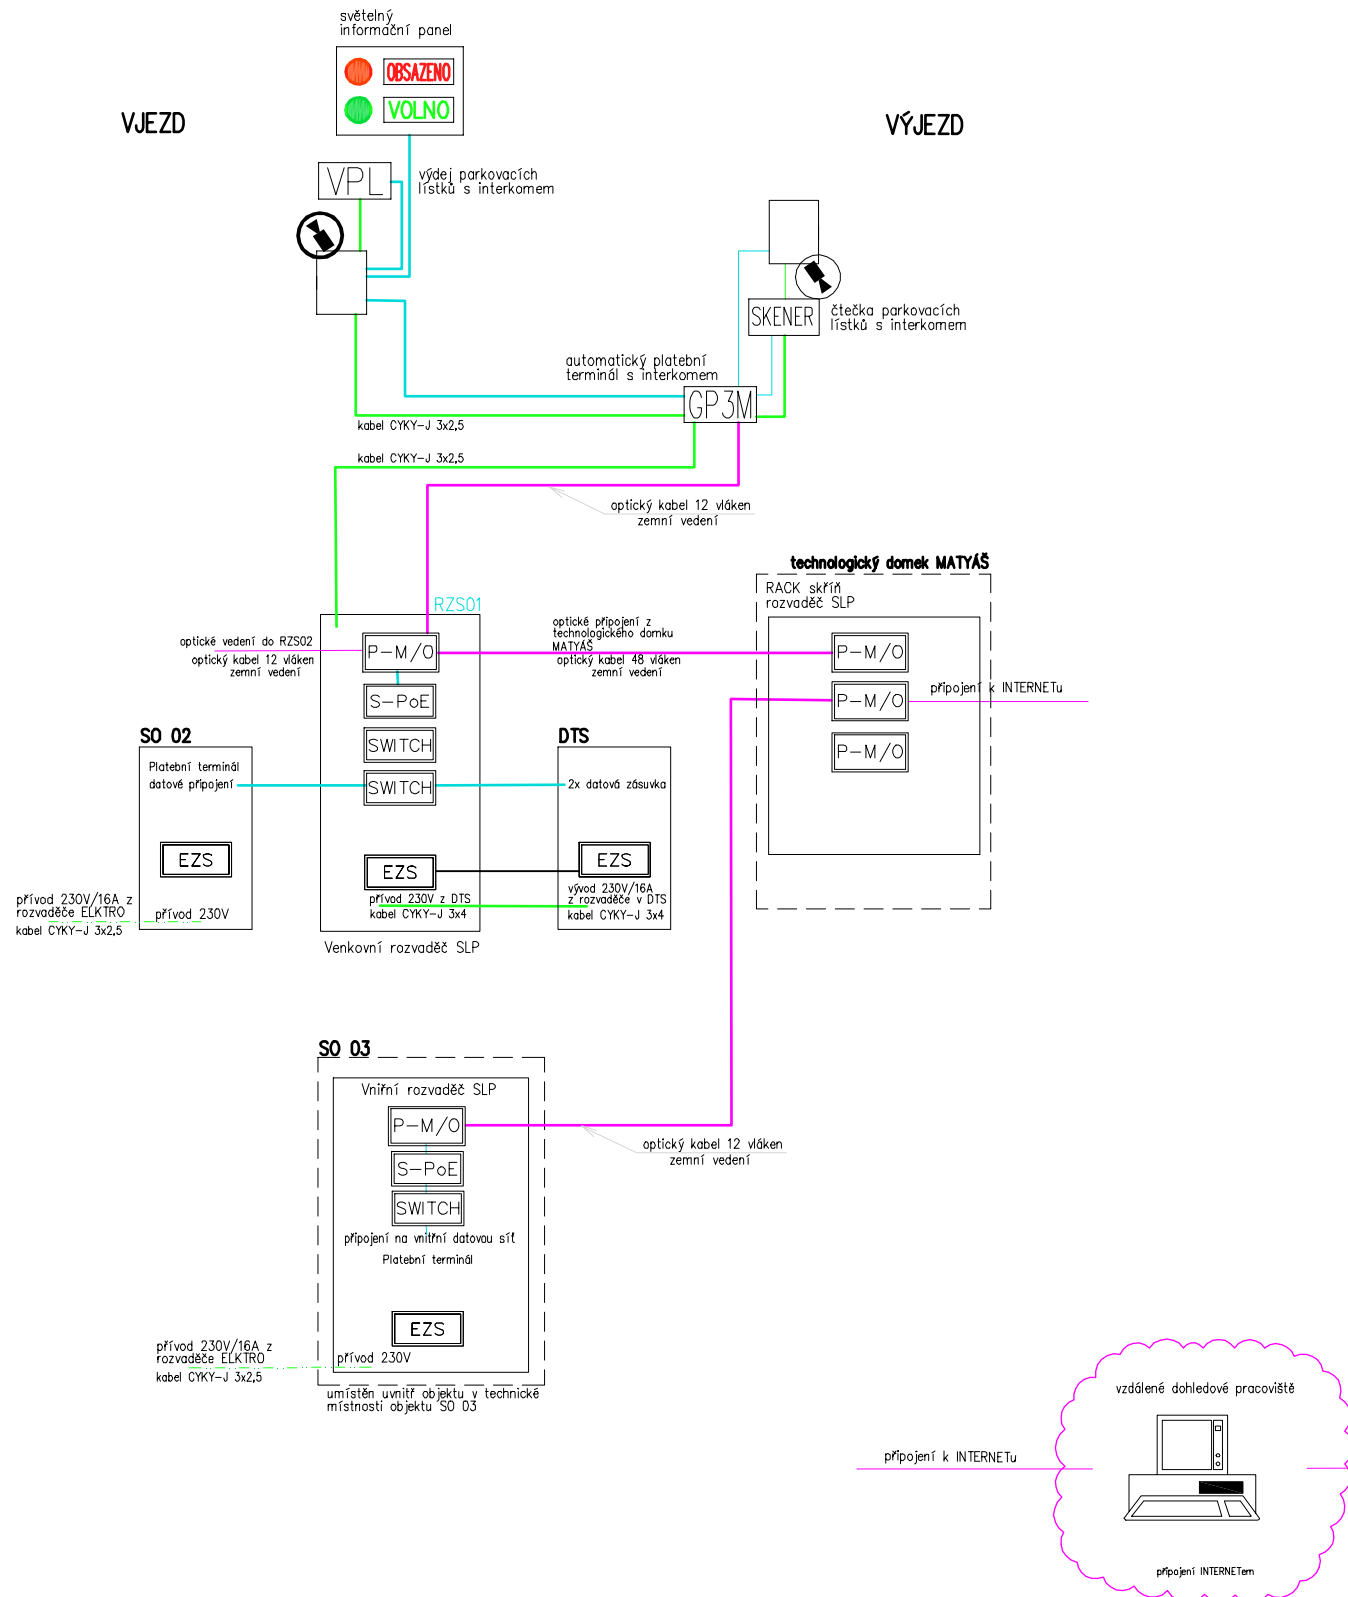 světelný
informační panel
OBSAZENO
VOLNO
VJEZD
VÝJEZD
VPL
výdej parkovacích
lístků s interkomem
SKENER
čtečka parkovacích
lístků s interkomem
automatický platební
terminál s interkomem
GP3M
kabel CYKY-J 3x2,5
kabel CYKY-J 3x2,5
optický kabel 12 vláken
zemní vedení
technologický domek MATYÁŠ
RACK skříň
rozvaděč SLP
P-M/O
P-M/O
P-M/O
připojení k INTERNETu
RZS01
optické vedení do RZS02
optický kabel 12 vláken
zemní vedení
P-M/O
S-PoE
SWITCH
SWITCH
EZS
přívod 230V z DTS
kabel CYKY-J 3x4
Venkovní rozvaděč SLP
optické připojení z
technologického domku
MATYÁŠ
optický kabel 48 vláken
zemní vedení
SO 02
Platební terminál
datové připojení
EZS
přívod 230V
přívod 230V/16A z
rozvaděče ELKTRO
kabel CYKY-J 3x2,5
DTS
2x datová zásuvka
EZS
vývod 230V/16A
z rozvaděče v DTS
kabel CYKY-J 3x4
SO 03
Vniřní rozvaděč SLP
P-M/O
S-PoE
SWITCH
připojení na vnitřní datovou síť
Platební terminál
EZS
přívod 230V
přívod 230V/16A z
rozvaděče ELKTRO
kabel CYKY-J 3x2,5
umístěn uvnitř objektu v technické
místnosti objektu SO 03
optický kabel 12 vláken
zemní vedení
připojení k INTERNETu
vzdálené dohledové pracoviště
připojení INTERNETem